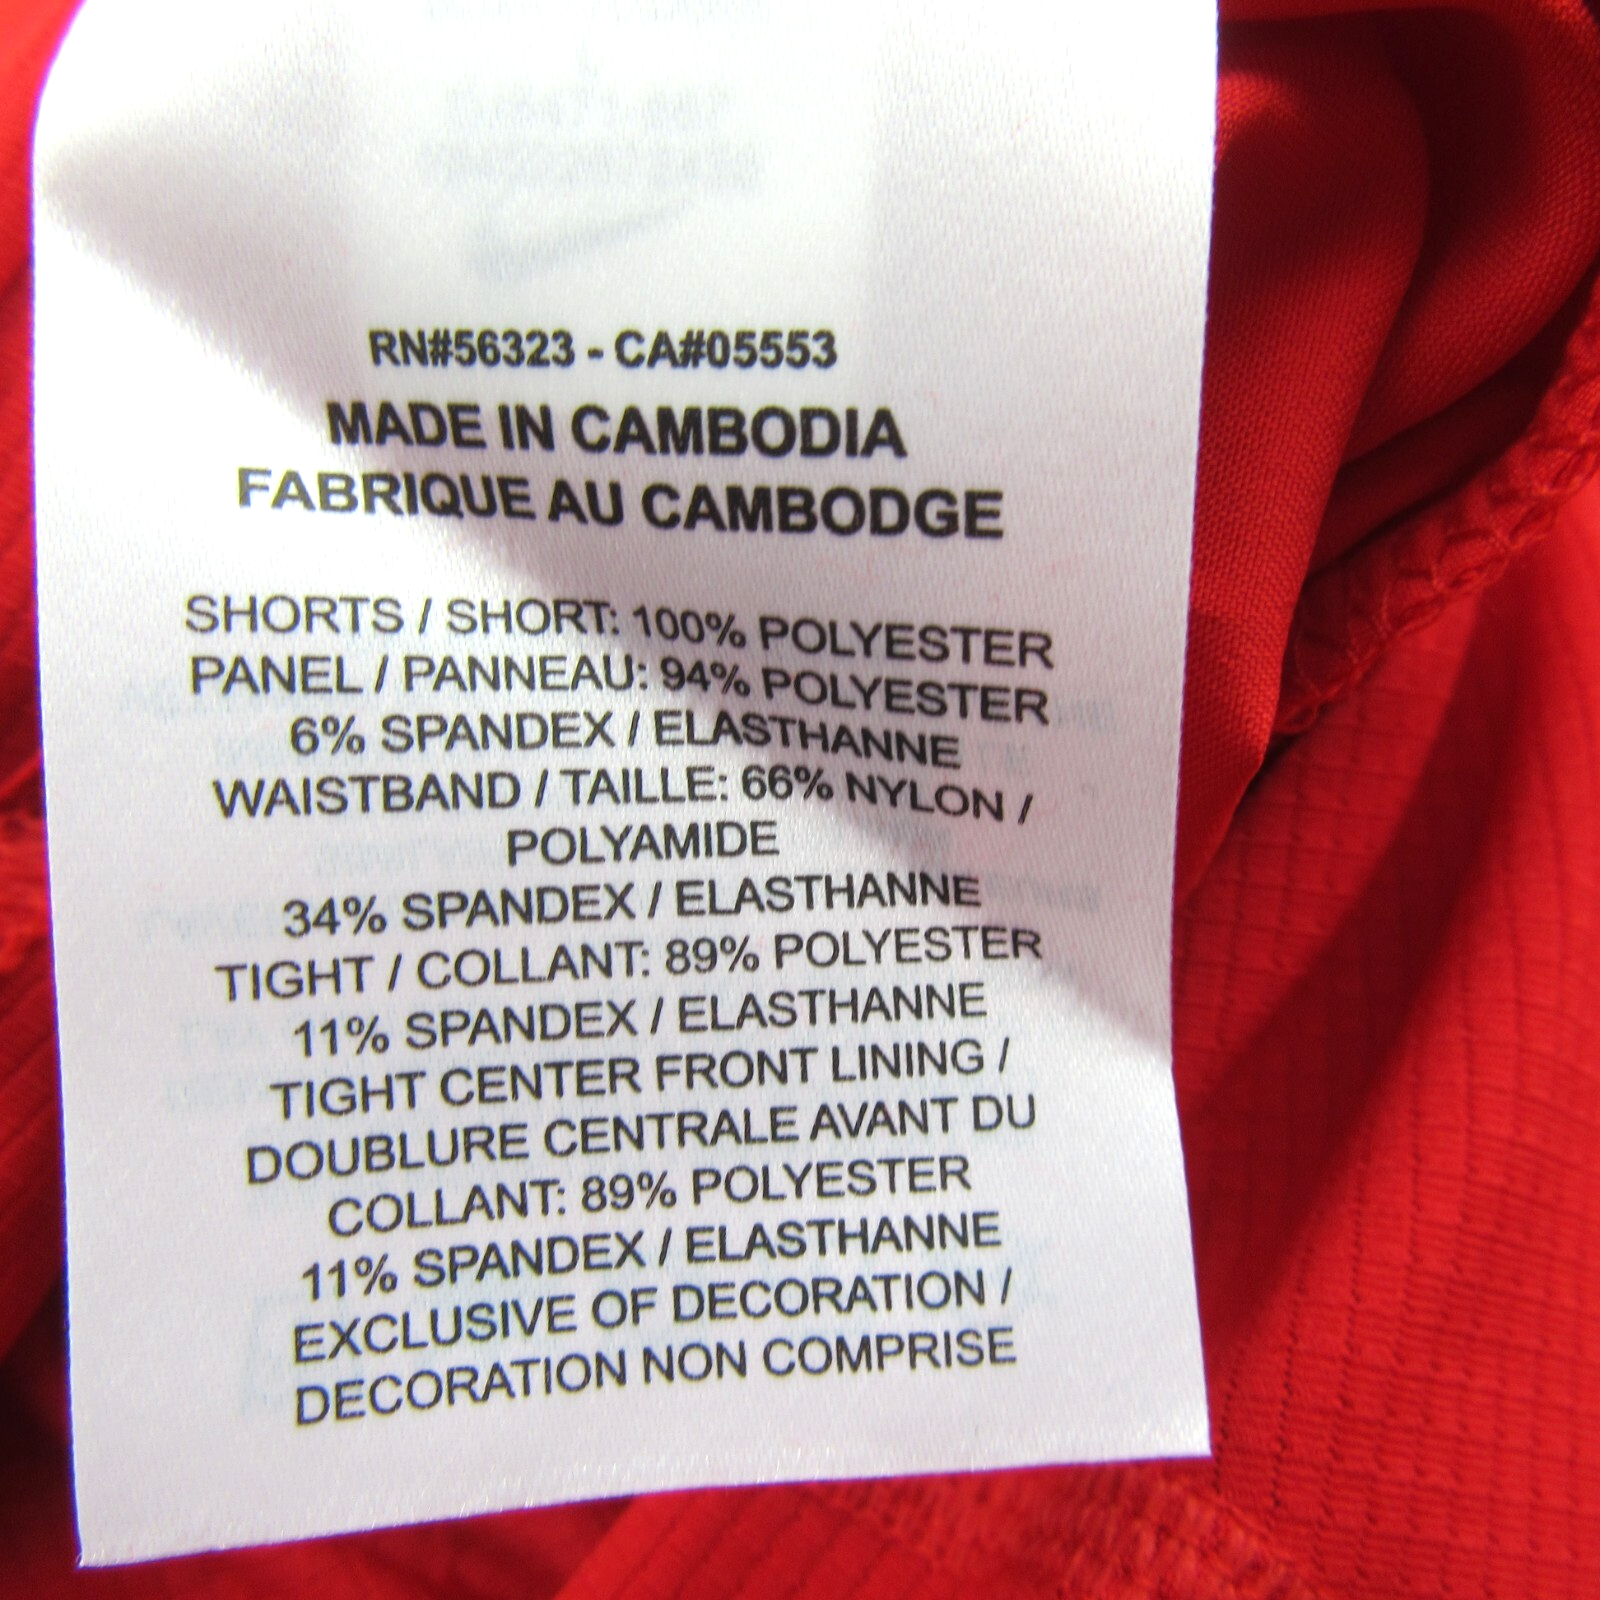 RN#56323 - CA#05553
MADE IN CAMBODIA
FABRIQUE AU CAMBODGE
SHORTS / SHORT: 100% POLYESTER
PANEL / PANNEAU: 94% POLYESTER
6% SPANDEX / ELASTHANNE
WAISTBAND / TAILLE: 66% NYLON /
POLYAMIDE
34% SPANDEX / ELASTHANNE
TIGHT / COLLANT: 89% POLYESTER
11% SPANDEX / ELASTHANNE
TIGHT CENTER FRONT LINING /
DOUBLURE CENTRALE AVANT DU
COLLANT: 89% POLYESTER
11% SPANDEX / ELASTHANNE
EXCLUSIVE OF DECORATION /
DECORATION NON COMPRISE